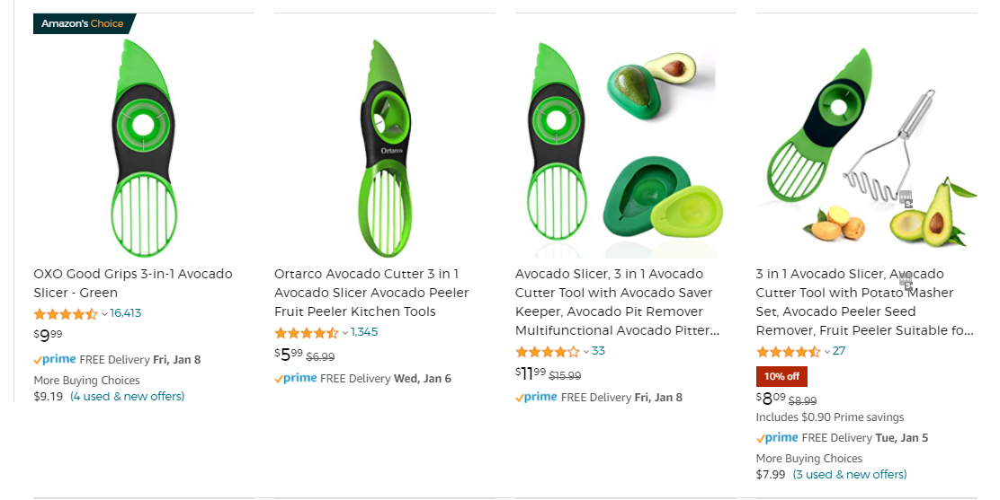 Amazon's Choice
Ortarco
OXO Good Grips 3-in-1 Avocado
Slicer - Green
16,413
$9.99
prime FREE Delivery Fri, Jan 8
More Buying Choices
$9.19 (4 used & new offers)
Ortarco Avocado Cutter 3 in 1
Avocado Slicer Avocado Peeler
Fruit Peeler Kitchen Tools
1,345
$5.99 $6.99
prime FREE Delivery Wed, Jan 6
Avocado Slicer, 3 in 1 Avocado
Cutter Tool with Avocado Saver
Keeper, Avocado Pit Remover
Multifunctional Avocado Pitter...
33
$11.99 $15.99
prime FREE Delivery Fri, Jan 8
3 in 1 Avocado Slicer, Avocado
Cutter Tool with Potato Masher
Set, Avocado Peeler Seed
Remover, Fruit Peeler Suitable fo...
27
10% off
$8.09 $8.99
Includes $0.90 Prime savings
prime FREE Delivery Tue, Jan 5
More Buying Choices
$7.99 (3 used & new offers)